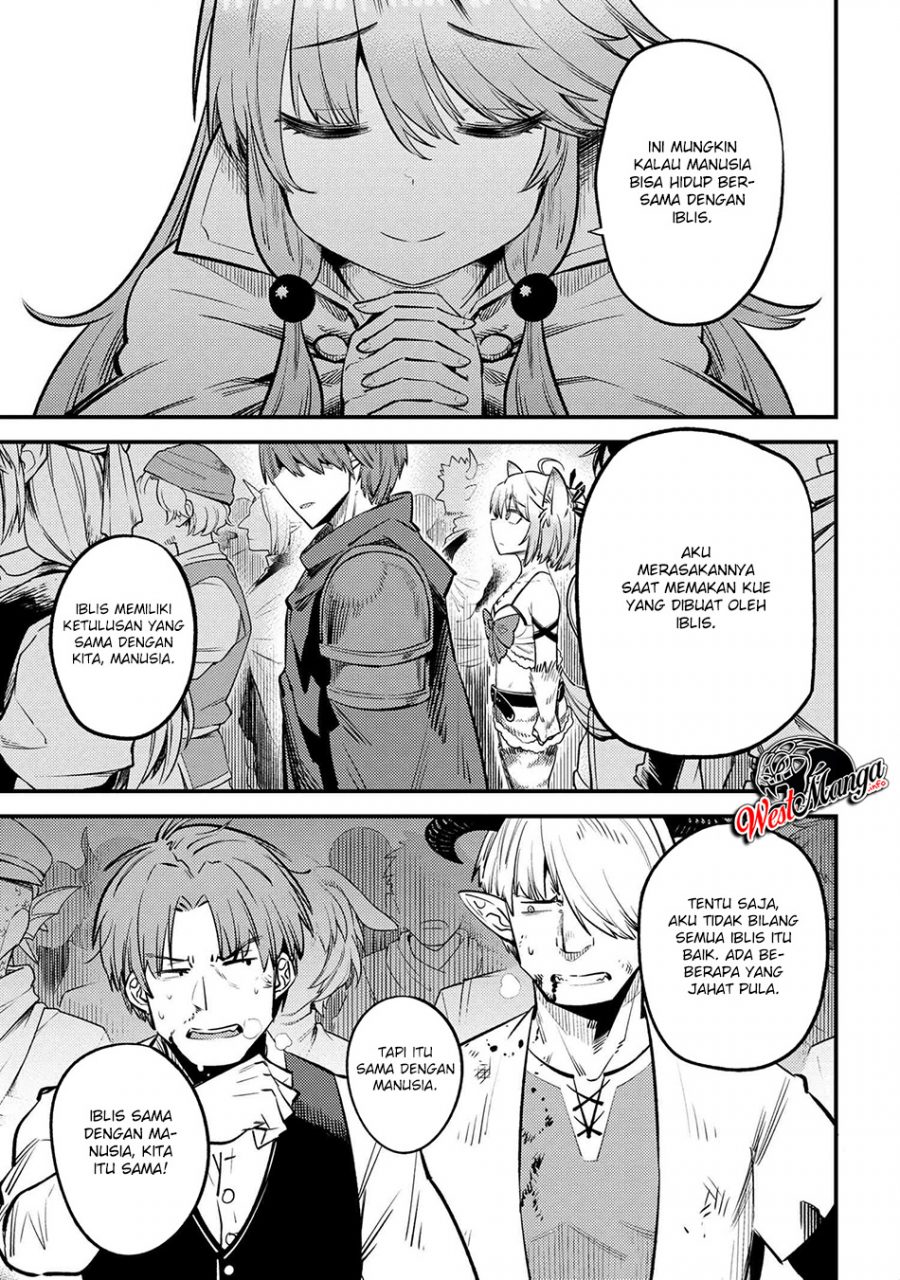 INI MUNGKIN
KALAU MANUSIA
BISA HIDUP BER-
SAMA DENGAN
IBLIS.
AKU
MERASAKANNYA
SAAT MEMAKAN KUE
YANG DIBUAT OLEH
IBLIS.
IBLIS MEMILIKI
KETULUSAN YANG
SAMA DENGAN
KITA, MANUSIA.
WestManga
.info
TENTU SAJA,
AKU TIDAK BILANG
SEMUA IBLIS ITU
BAIK. ADA BE-
BERAPA YANG
JAHAT PULA.
TAPI ITU
SAMA DENGAN
MANUSIA.
IBLIS SAMA
DENGAN MA-
NUSIA, KITA
ITU SAMA!